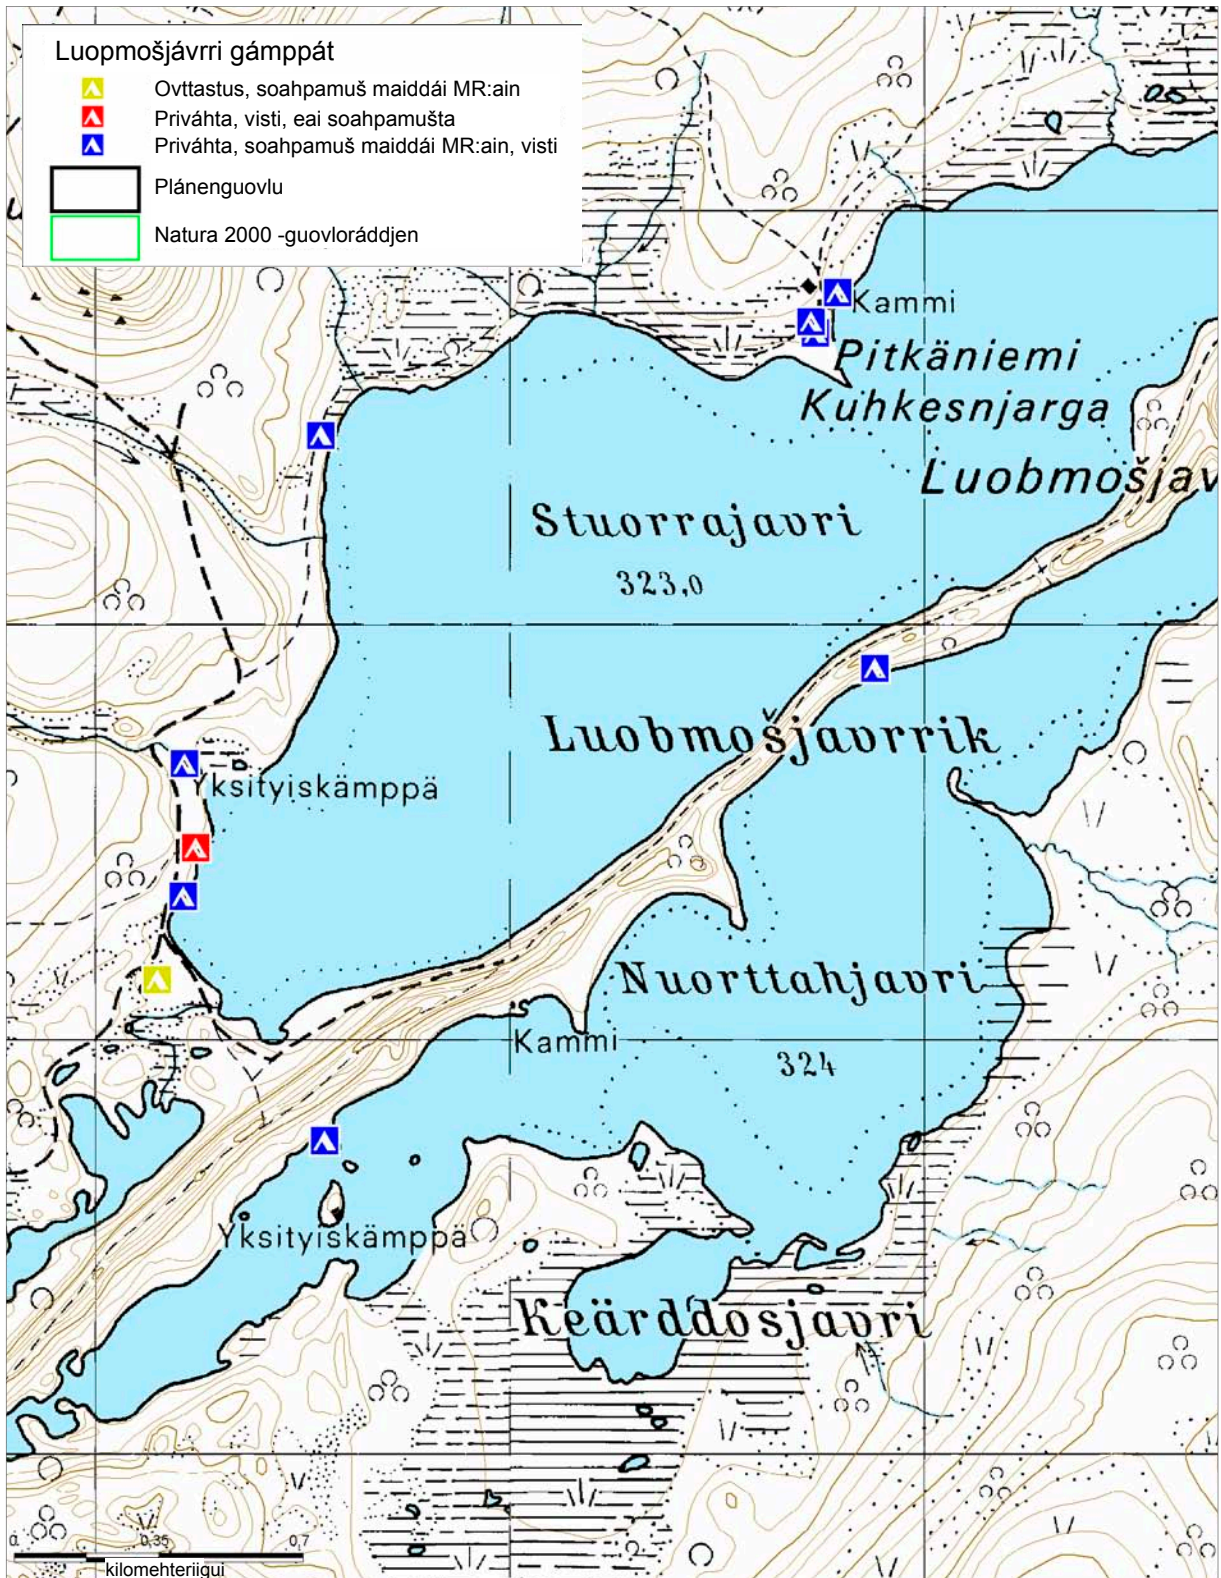 Luopmošjávrri gámppát
Ovttastus, soahpamuš maiddái MR:ain
Priváhta, visti, eai soahpamušta
Priváhta, soahpamuš maiddái MR:ain, visti
Plánenguovlu
Natura 2000 -guovloráddjen
Kammi
Pitkäniemi
Kuhkesnjarga
Luobmošjav
Stuorrajavri
323,0
Luobmošjavrrik
Yksityiskämppä
Nuorttahjavri
Kammi
324
Yksityiskämppä
Keärddosjavri
0 0,35 0,7
kilomehteriigui